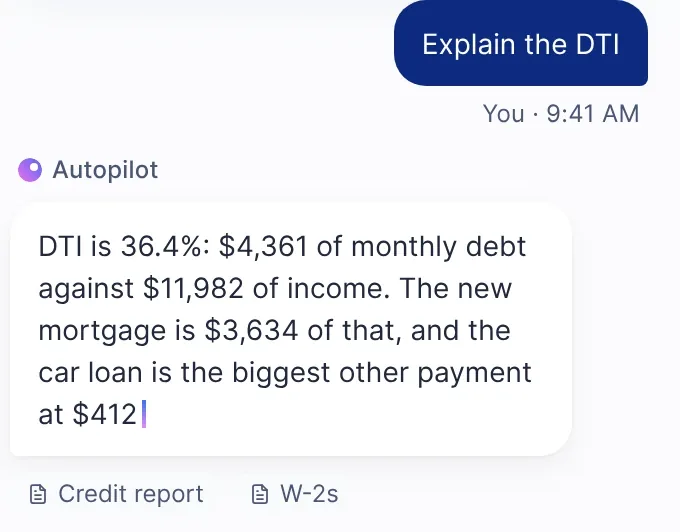 Explain the DTI
You · 9:41 AM
Autopilot
DTI is 36.4%: $4,361 of monthly debt
against $11,982 of income. The new
mortgage is $3,634 of that, and the
car loan is the biggest other payment
at $412
Credit report W-2s